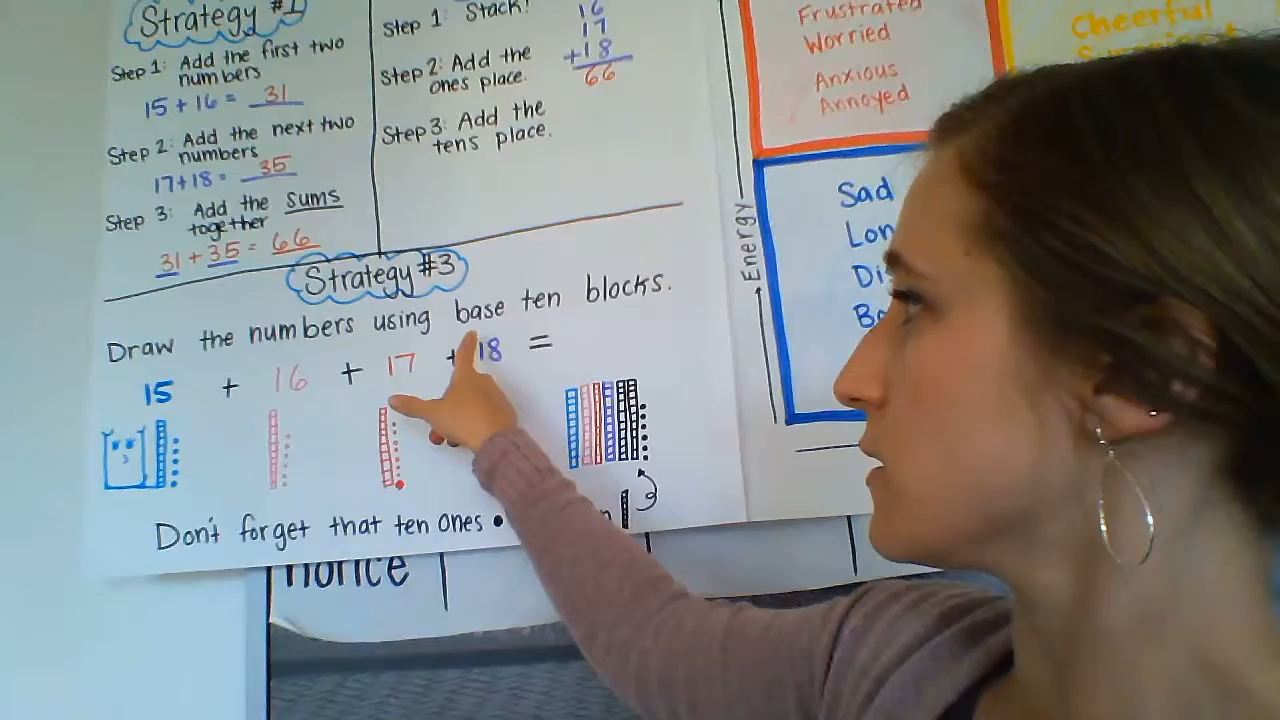 Strategy #1
Step 1: Add the first two
numbers
15 + 16 = 31
Step 2: Add the next two
numbers
17+18 = 35
Step 3: Add the sums
together
31 + 35 = 66
Step 1: Stack!
16
17
+18
66
Step 2: Add the
ones place.
Step 3: Add the
tens place.
Strategy #3
Draw the numbers using base ten blocks.
15 + 16 + 17 + 18 =
Don't forget that ten ones
Frustrated
Worried
Anxious
Annoyed
Cheerful
Energy
Sad
Lon
Di
notice